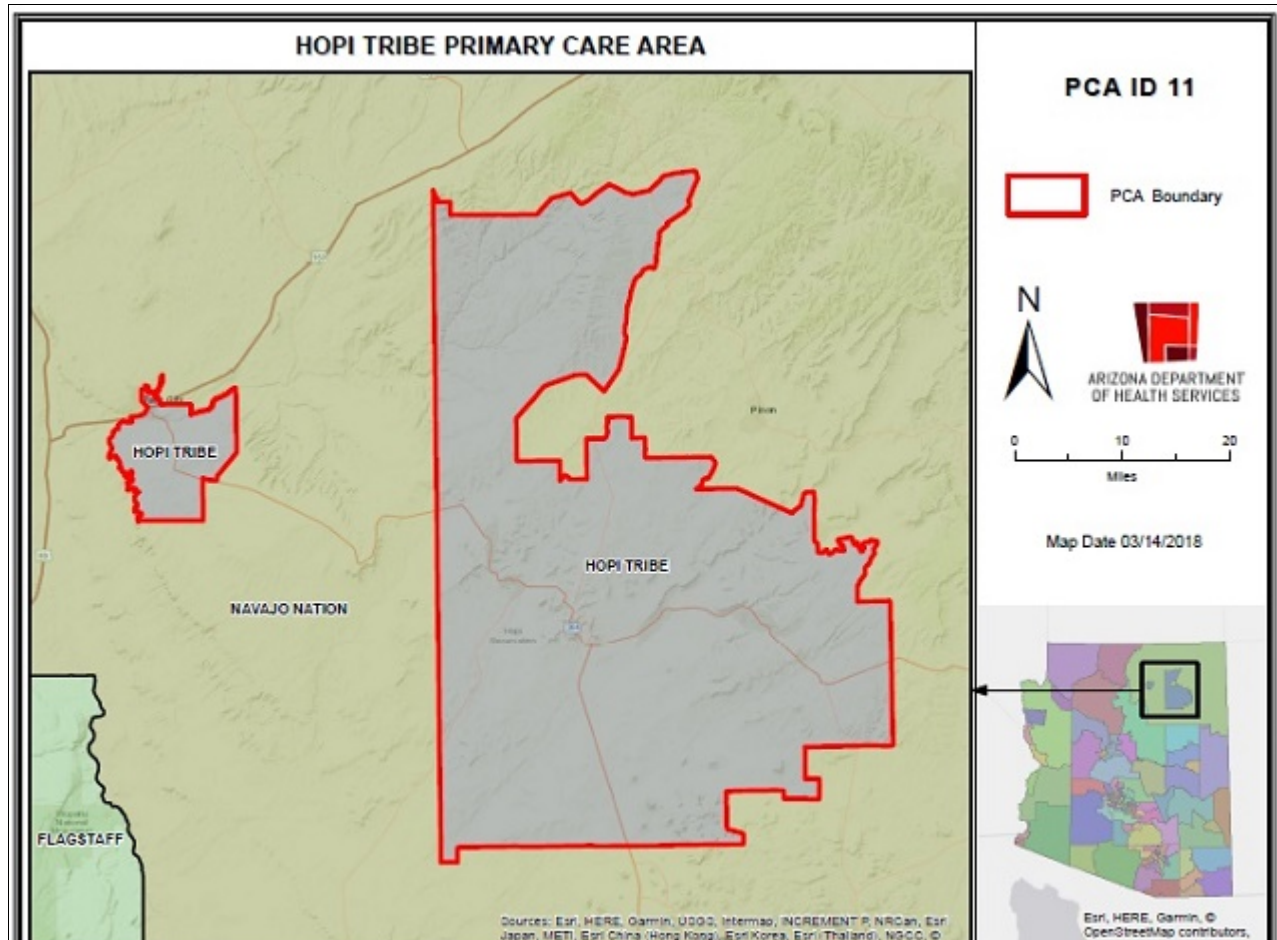 HOPI TRIBE PRIMARY CARE AREA
PCA ID 11
PCA Boundary
N
ARIZONA DEPARTMENT
OF HEALTH SERVICES
0 10 20
Miles
Map Date 03/14/2018
HOPI TRIBE
Pinon
HOPI TRIBE
NAVAJO NATION
FLAGSTAFF
Sources: Esri, HERE, Garmin, USGS, Intermap, INCREMENT P, NRCan, Esri
Japan, METI, Esri China (Hong Kong), Esri Korea, Esri (Thailand), NGCC, ©
Esri, HERE, Garmin, ©
OpenStreetMap contributors,